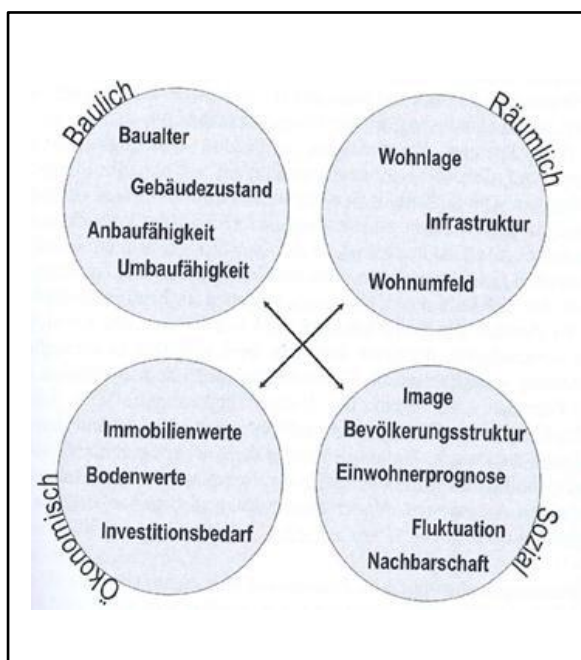 Baulich
Baualter
Gebäudezustand
Anbaufähigkeit
Umbaufähigkeit
Räumlich
Wohnlage
Infrastruktur
Wohnumfeld
Ökonomisch
Immobilienwerte
Bodenwerte
Investitionsbedarf
Sozial
Image
Bevölkerungsstruktur
Einwohnerprognose
Fluktuation
Nachbarschaft